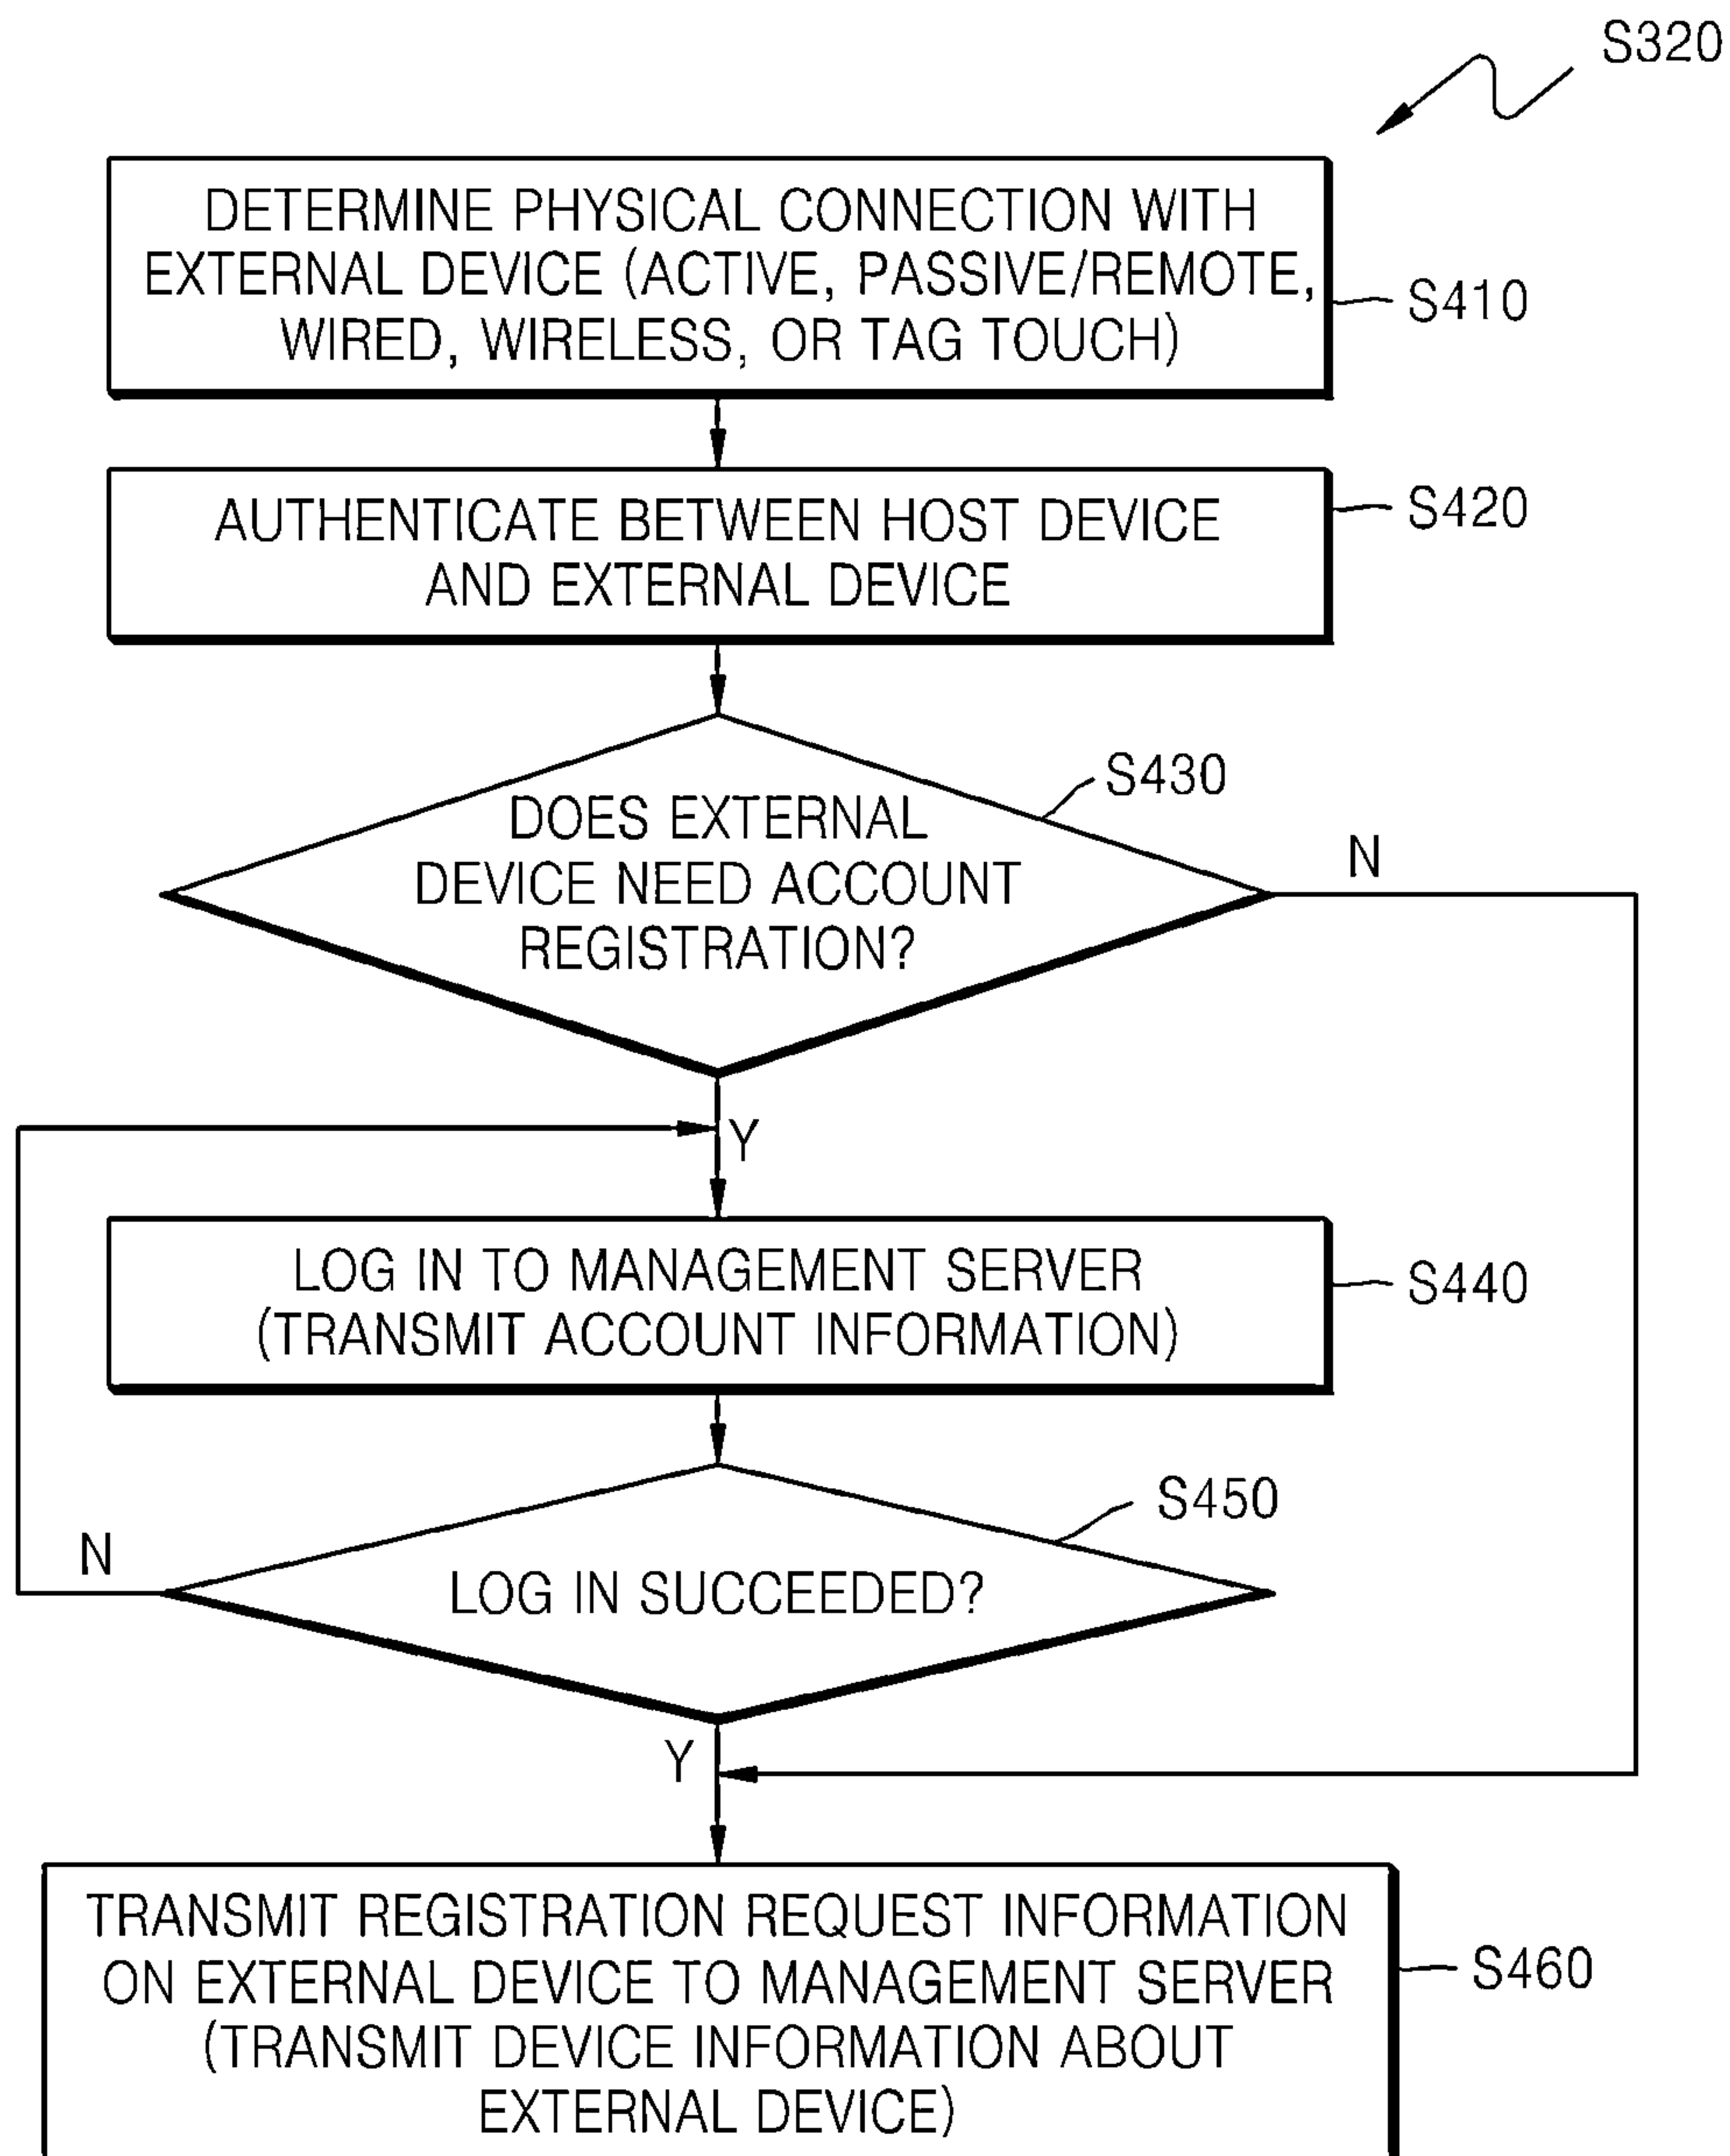 S320
DETERMINE PHYSICAL CONNECTION WITH
EXTERNAL DEVICE (ACTIVE, PASSIVE/REMOTE,
WIRED, WIRELESS, OR TAG TOUCH)
S410
AUTHENTICATE BETWEEN HOST DEVICE
AND EXTERNAL DEVICE
S420
S430
DOES EXTERNAL
DEVICE NEED ACCOUNT
REGISTRATION?
N
Y
LOG IN TO MANAGEMENT SERVER
(TRANSMIT ACCOUNT INFORMATION)
S440
S450
N
LOG IN SUCCEEDED?
Y
TRANSMIT REGISTRATION REQUEST INFORMATION
ON EXTERNAL DEVICE TO MANAGEMENT SERVER
(TRANSMIT DEVICE INFORMATION ABOUT
EXTERNAL DEVICE)
S460